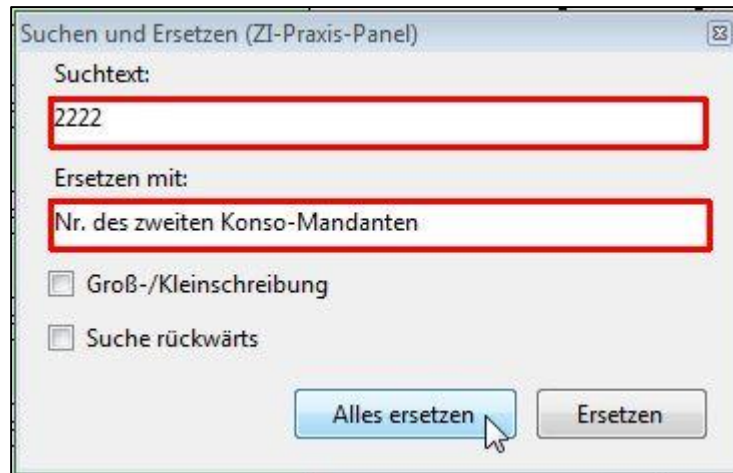 Suchen und Ersetzen (ZI-Praxis-Panel)
Suchtext:
2222
Ersetzen mit:
Nr. des zweiten Konso-Mandanten
Groß-/Kleinschreibung
Suche rückwärts
Alles ersetzen Ersetzen